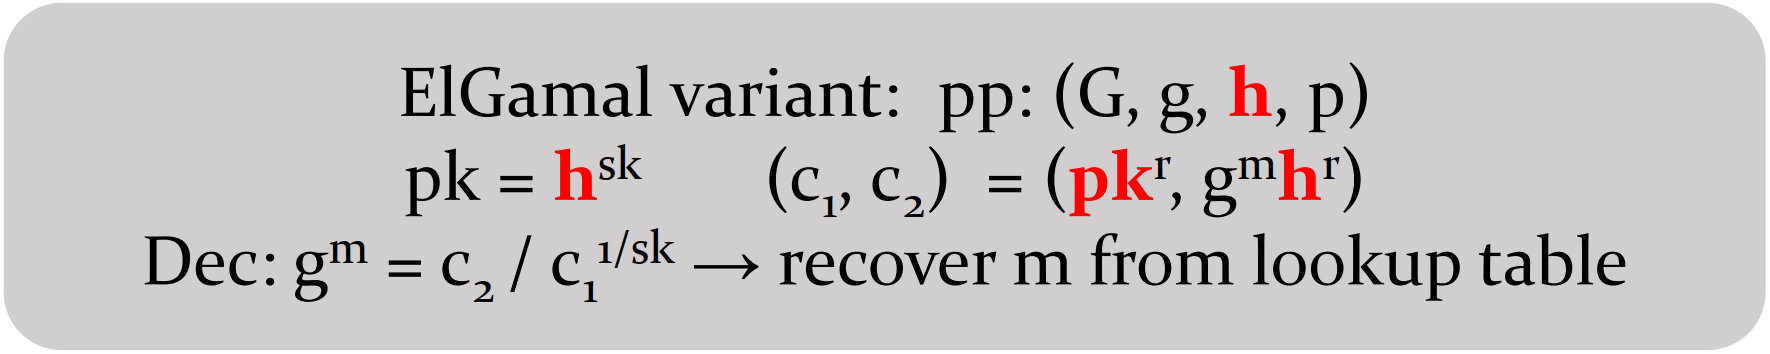 ElGamal variant: pp: (G, g, h, p)
pk = h^sk (c₁, c₂) = (pk^r, g^m h^r)
Dec: g^m = c₂ / c₁^1/sk → recover m from lookup table